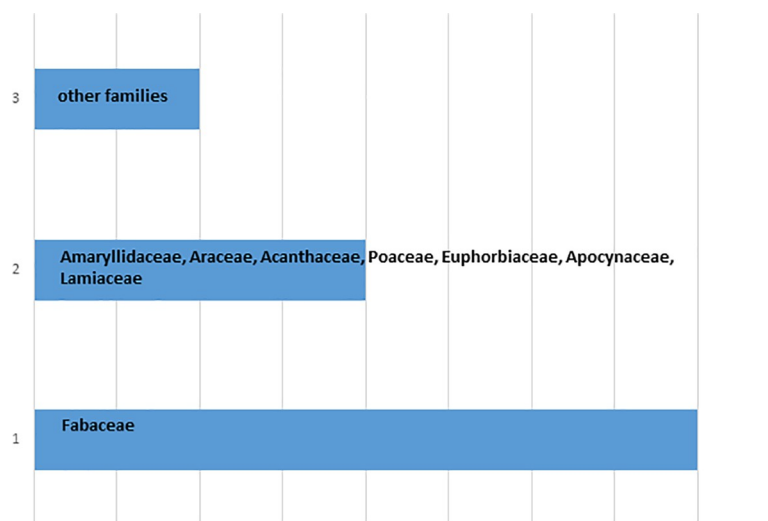 3
other families
2
Amaryllidaceae, Araceae, Acanthaceae, Poaceae, Euphorbiaceae, Apocynaceae,
Lamiaceae
1
Fabaceae